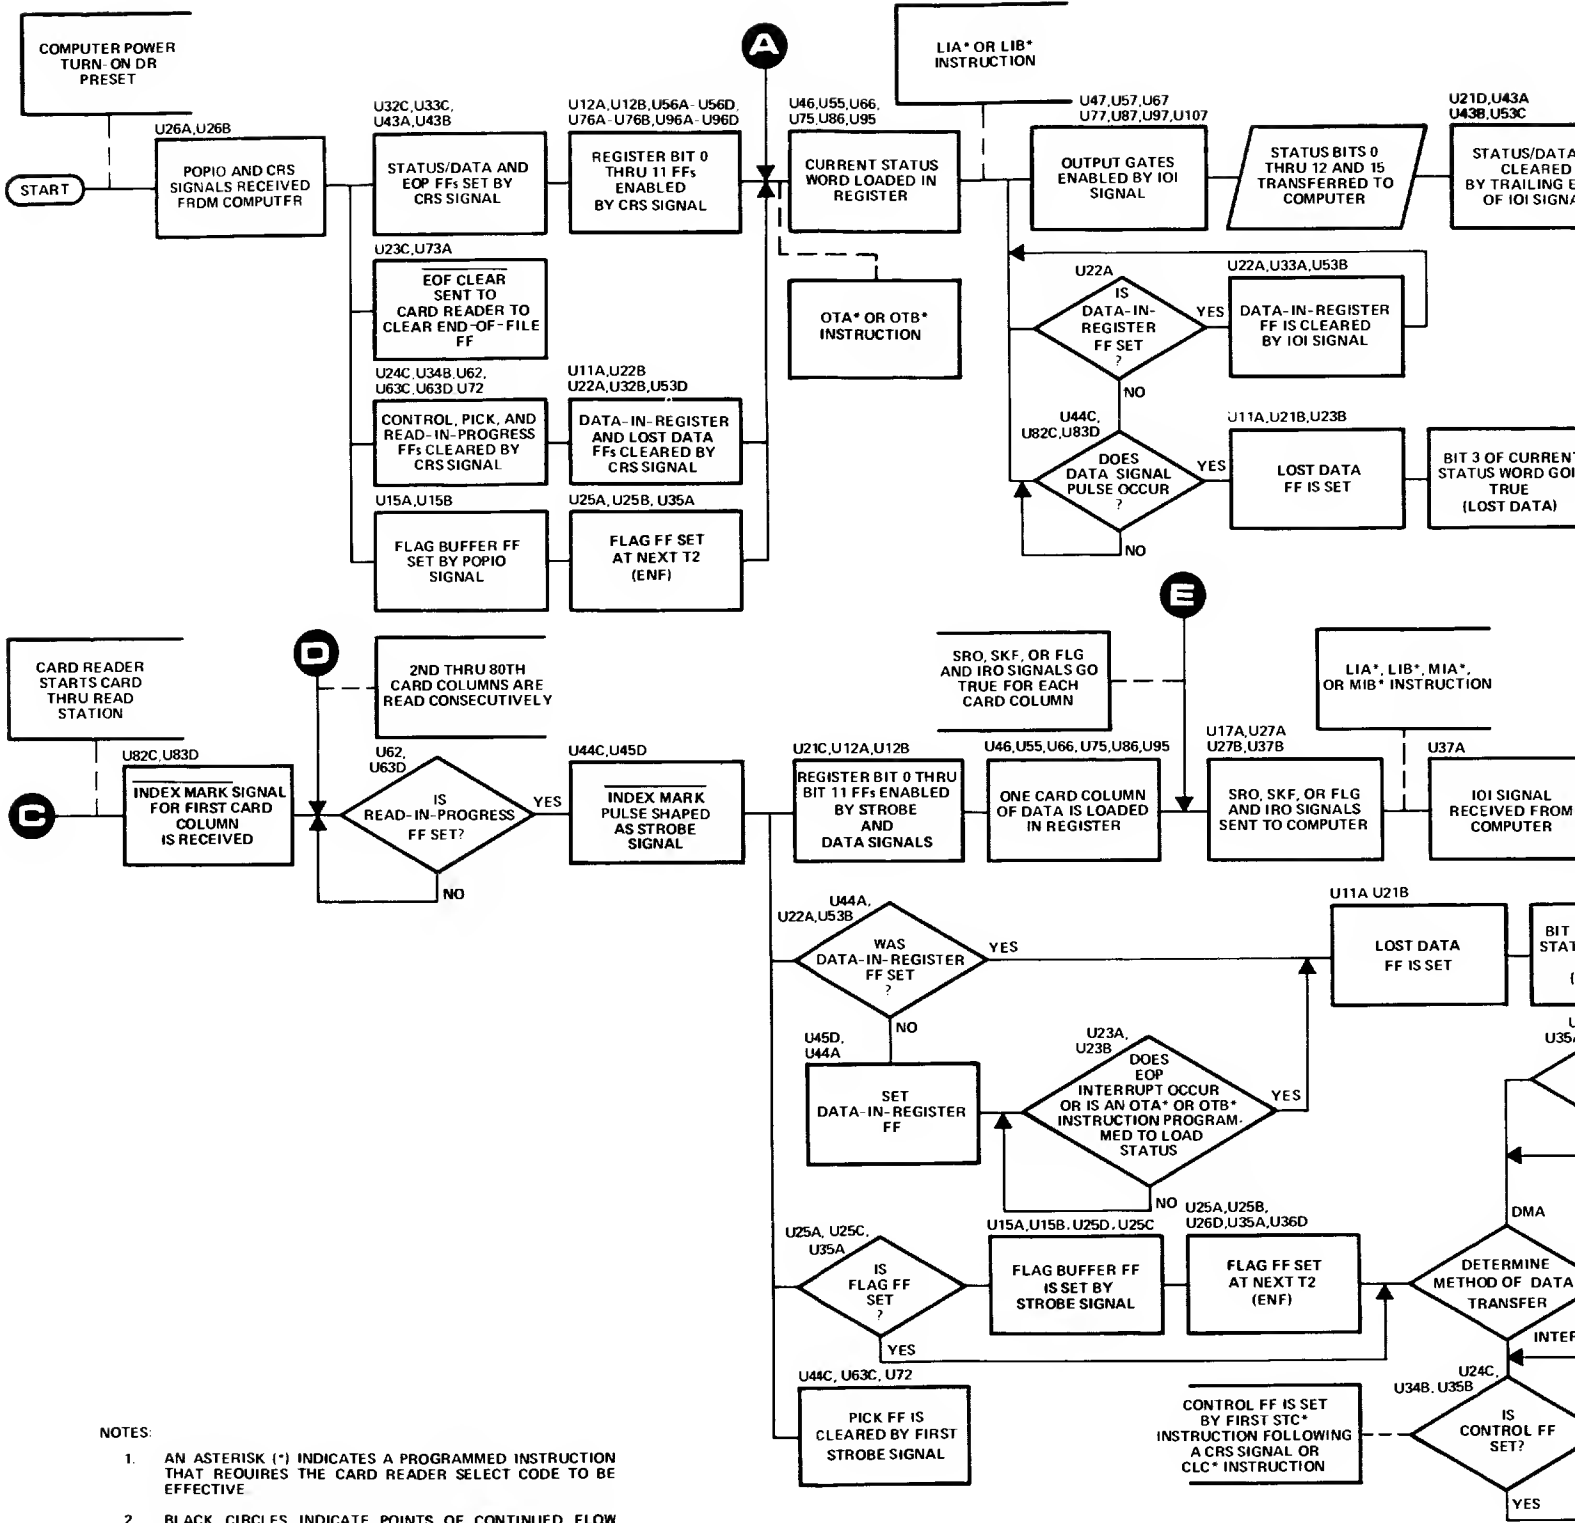 COMPUTER POWER
TURN-ON DR
PRESET
START
U26A,U26B
POPIO AND CRS
SIGNALS RECEIVED
FRDM COMPUTER
U32C, U33C,
U43A, U43B
STATUS/DATA AND
EOP FFs SET BY
CRS SIGNAL
U12A,U12B,U56A-U56D,
U76A-U76B,U96A-U96D
REGISTER BIT 0
THRU 11 FFs
ENABLED
BY CRS SIGNAL
A
U46,U55,U66,
U75,U86,U95
CURRENT STATUS
WORD LOADED IN
REGISTER
LIA* OR LIB*
INSTRUCTION
U47,U57,U67
U77,U87,U97,U107
OUTPUT GATES
ENABLED BY IOI
SIGNAL
STATUS BITS 0
THRU 12 AND 15
TRANSFERRED TO
COMPUTER
U21D,U43A
U43B,U53C
STATUS/DATA
CLEARED
BY TRAILING E
OF IOI SIGNA
U23C,U73A
EOF CLEAR
SENT TO
CARD READER TO
CLEAR END-OF-FILE
FF
OTA* OR OTB*
INSTRUCTION
U22A
IS
DATA-IN-
REGISTER
FF SET
?
YES
NO
U22A,U33A,U53B
DATA-IN-REGISTER
FF IS CLEARED
BY IOI SIGNAL
U24C,U34B,U62,
U63C,U63D U72
CONTROL, PICK, AND
READ-IN-PROGRESS
FFs CLEARED BY
CRS SIGNAL
U11A,U22B
U22A,U32B,U53D
DATA-IN-REGISTER
AND LOST DATA
FFs CLEARED BY
CRS SIGNAL
U44C,
U82C,U83D
DOES
DATA SIGNAL
PULSE OCCUR
?
YES
NO
U11A,U21B,U23B
LOST DATA
FF IS SET
BIT 3 OF CURRENT
STATUS WORD GOI
TRUE
(LOST DATA)
U15A,U15B
FLAG BUFFER FF
SET BY POPIO
SIGNAL
U25A, U25B, U35A
FLAG FF SET
AT NEXT T2
(ENF)
CARD READER
STARTS CARD
THRU READ
STATION
D
2ND THRU 80TH
CARD COLUMNS ARE
READ CONSECUTIVELY
SRO, SKF, OR FLG
AND IRO SIGNALS GO
TRUE FOR EACH
CARD COLUMN
E
LIA*, LIB*, MIA*,
OR MIB* INSTRUCTION
C
U82C,U83D
INDEX MARK SIGNAL
FOR FIRST CARD
COLUMN
IS RECEIVED
U62,
U63D
IS
READ-IN-PROGRESS
FF SET?
YES
NO
U44C,U45D
INDEX MARK
PULSE SHAPED
AS STROBE
SIGNAL
U21C,U12A,U12B
REGISTER BIT 0 THRU
BIT 11 FFs ENABLED
BY STROBE
AND
DATA SIGNALS
U46,U55,U66,U75,U86,U95
ONE CARD COLUMN
OF DATA IS LOADED
IN REGISTER
U17A,U27A
U27B,U37B
SRO, SKF, OR FLG
AND IRO SIGNALS
SENT TO COMPUTER
U37A
IOI SIGNAL
RECEIVED FROM
COMPUTER
U44A,
U22A,U53B
WAS
DATA-IN-REGISTER
FF SET
?
YES
NO
U11A U21B
LOST DATA
FF IS SET
BIT
STAT
(
U45D,
U44A
SET
DATA-IN-REGISTER
FF
U23A,
U23B
DOES
EOP
INTERRUPT OCCUR
OR IS AN OTA* OR OTB*
INSTRUCTION PROGRAM-
MED TO LOAD
STATUS
YES
NO
U
U35A
DMA
U25A, U25C,
U35A
IS
FLAG FF
SET
?
YES
U15A,U15B,U25D,U25C
FLAG BUFFER FF
IS SET BY
STROBE SIGNAL
U25A,U25B,
U26D,U35A,U36D
FLAG FF SET
AT NEXT T2
(ENF)
DETERMINE
METHOD OF DATA
TRANSFER
INTER
U44C, U63C, U72
PICK FF IS
CLEARED BY FIRST
STROBE SIGNAL
CONTROL FF IS SET
BY FIRST STC*
INSTRUCTION FOLLOWING
A CRS SIGNAL OR
CLC* INSTRUCTION
U24C,
U34B, U35B
IS
CONTROL FF
SET?
YES
NOTES:
1. AN ASTERISK (*) INDICATES A PROGRAMMED INSTRUCTION
THAT REQUIRES THE CARD READER SELECT CODE TO BE
EFFECTIVE
2. BLACK CIRCLES INDICATE POINTS OF CONTINUED FLOW